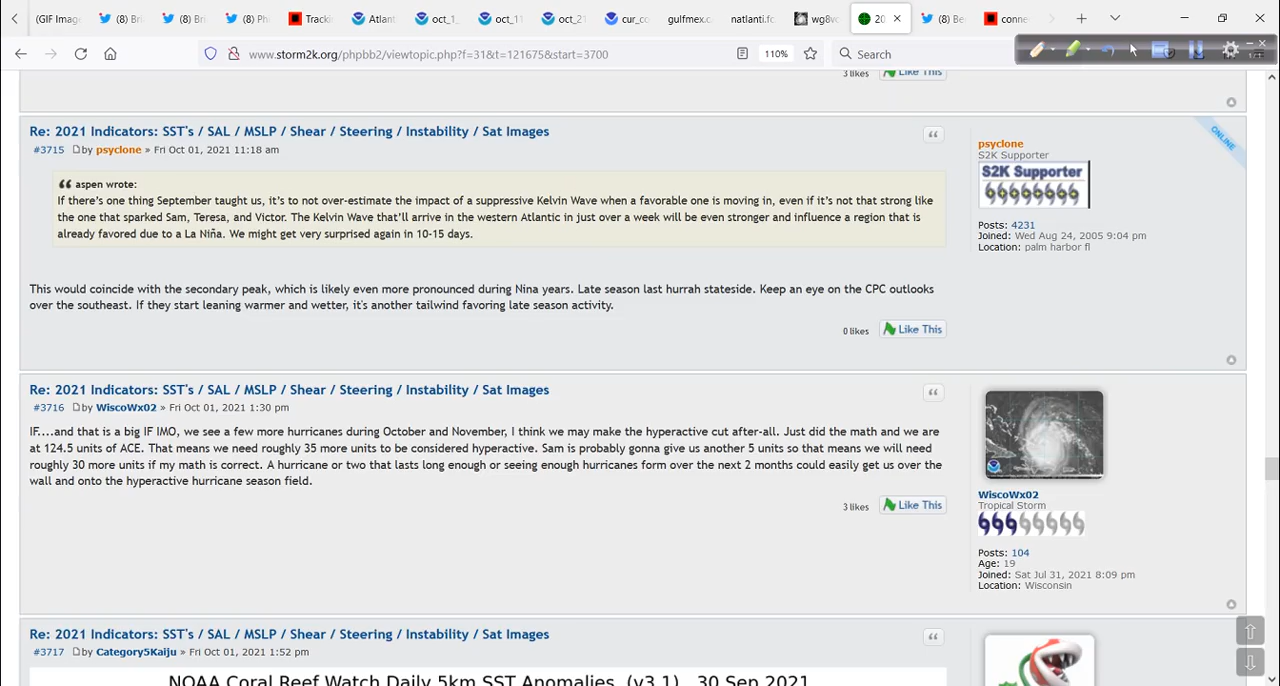 (GIF Image
(8) Bri
(8) Bri
(8) Ph
Tracki
Atlant
oct_1_
oct_11
oct_21
cur_co
gulfmex.c
natlanti.fc
wg8v
20
(8) Be
conne
www.storm2k.org/phpbb2/viewtopic.php?f=31&t=121675&start=3700
110%
Search
3 likes
Like This
Re: 2021 Indicators: SST's / SAL / MSLP / Shear / Steering / Instability / Sat Images
#3715 by psyclone » Fri Oct 01, 2021 11:18 am
aspen wrote:
If there's one thing September taught us, it's to not over-estimate the impact of a suppressive Kelvin Wave when a favorable one is moving in, even if it's not that strong like
the one that sparked Sam, Teresa, and Victor. The Kelvin Wave that'll arrive in the western Atlantic in just over a week will be even stronger and influence a region that is
already favored due to a La Niña. We might get very surprised again in 10-15 days.
This would coincide with the secondary peak, which is likely even more pronounced during Nina years. Late season last hurrah stateside. Keep an eye on the CPC outlooks
over the southeast. If they start leaning warmer and wetter, it's another tailwind favoring late season activity.
0 likes
Like This
ONLINE
psyclone
S2K Supporter
S2K Supporter
Posts: 4231
Joined: Wed Aug 24, 2005 9:04 pm
Location: palm harbor fl
Re: 2021 Indicators: SST's / SAL / MSLP / Shear / Steering / Instability / Sat Images
#3716 by WiscoWx02 » Fri Oct 01, 2021 1:30 pm
IF....and that is a big IF IMO, we see a few more hurricanes during October and November, I think we may make the hyperactive cut after-all. Just did the math and we are
at 124.5 units of ACE. That means we need roughly 35 more units to be considered hyperactive. Sam is probably gonna give us another 5 units so that means we will need
roughly 30 more units if my math is correct. A hurricane or two that lasts long enough or seeing enough hurricanes form over the next 2 months could easily get us over the
wall and onto the hyperactive hurricane season field.
3 likes
Like This
WiscoWx02
Tropical Storm
Posts: 104
Age: 19
Joined: Sat Jul 31, 2021 8:09 pm
Location: Wisconsin
Re: 2021 Indicators: SST's / SAL / MSLP / Shear / Steering / Instability / Sat Images
#3717 by Category5Kaiju » Fri Oct 01, 2021 1:52 pm
NOAA Coral Reef Watch Daily 5km SST Anomalies (v3.1) 30 Sep 2021